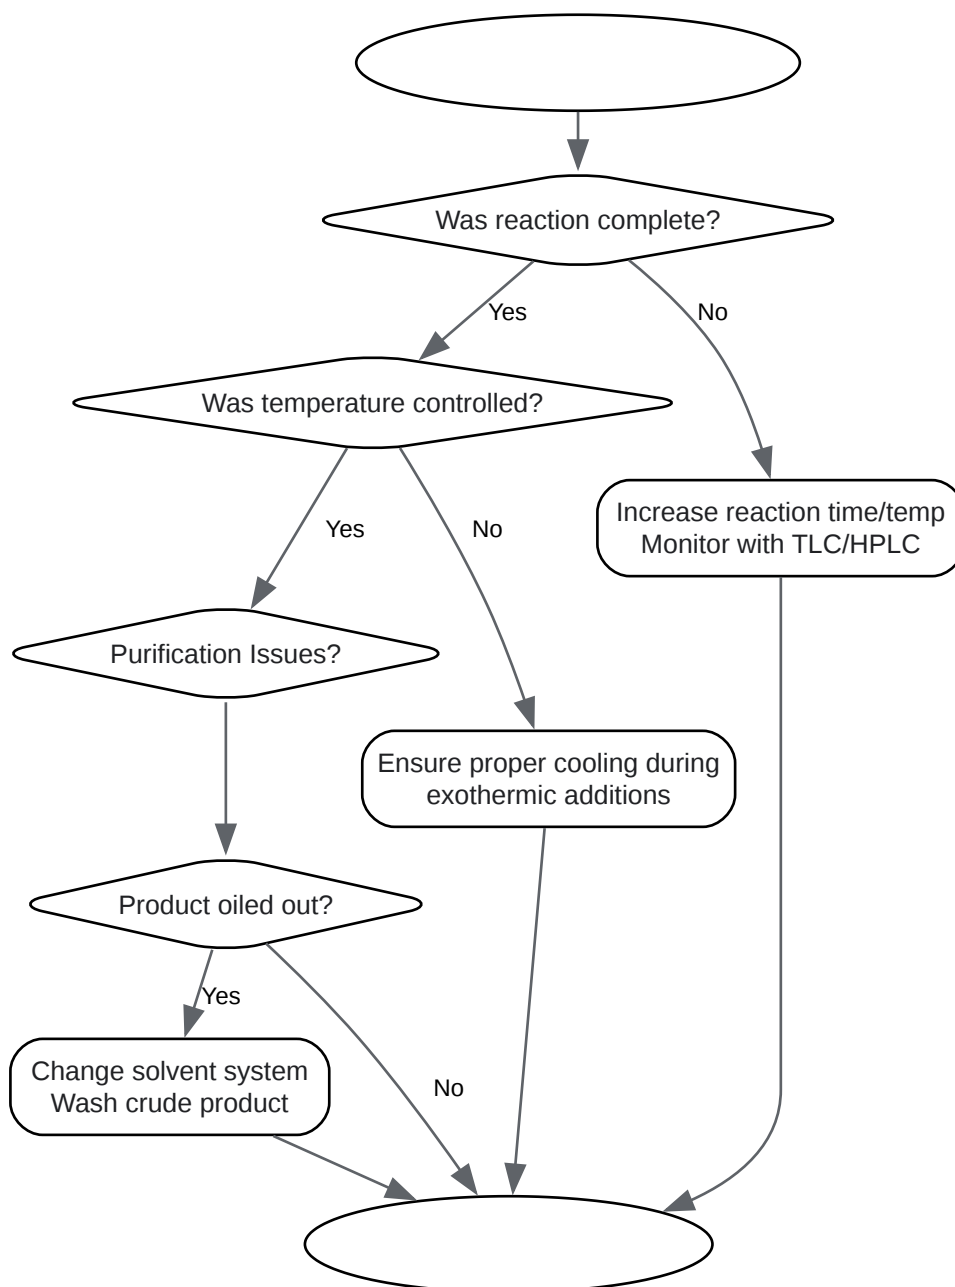 Was reaction complete?
Yes
No
Was temperature controlled?
Increase reaction time/temp
Monitor with TLC/HPLC
Yes
No
Purification Issues?
Ensure proper cooling during
exothermic additions
Product oiled out?
Yes
Change solvent system
Wash crude product
No